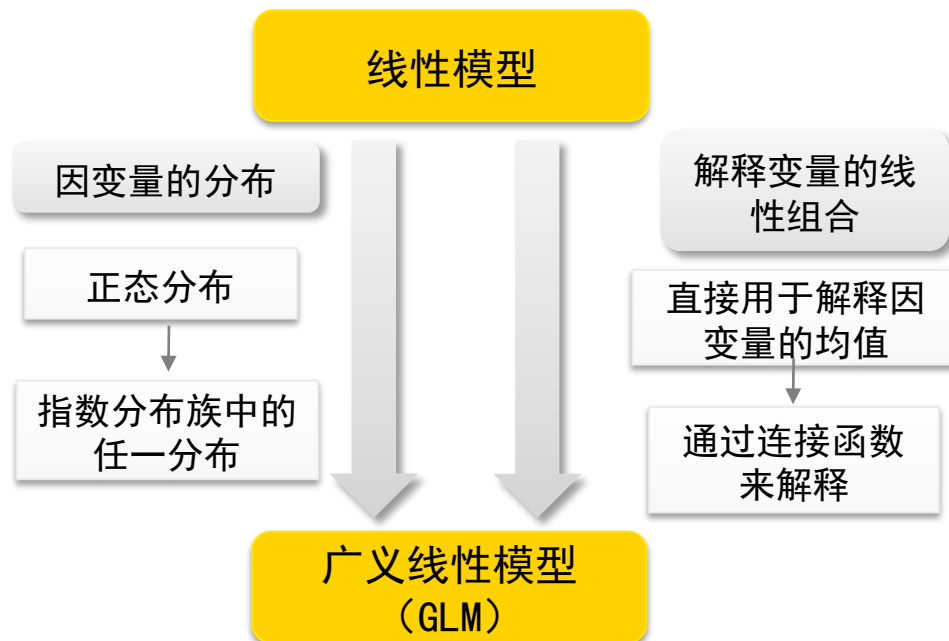 线性模型
因变量的分布
正态分布
指数分布族中的
任一分布
解释变量的线
性组合
直接用于解释因
变量的均值
通过连接函数
来解释
广义线性模型
（GLM）